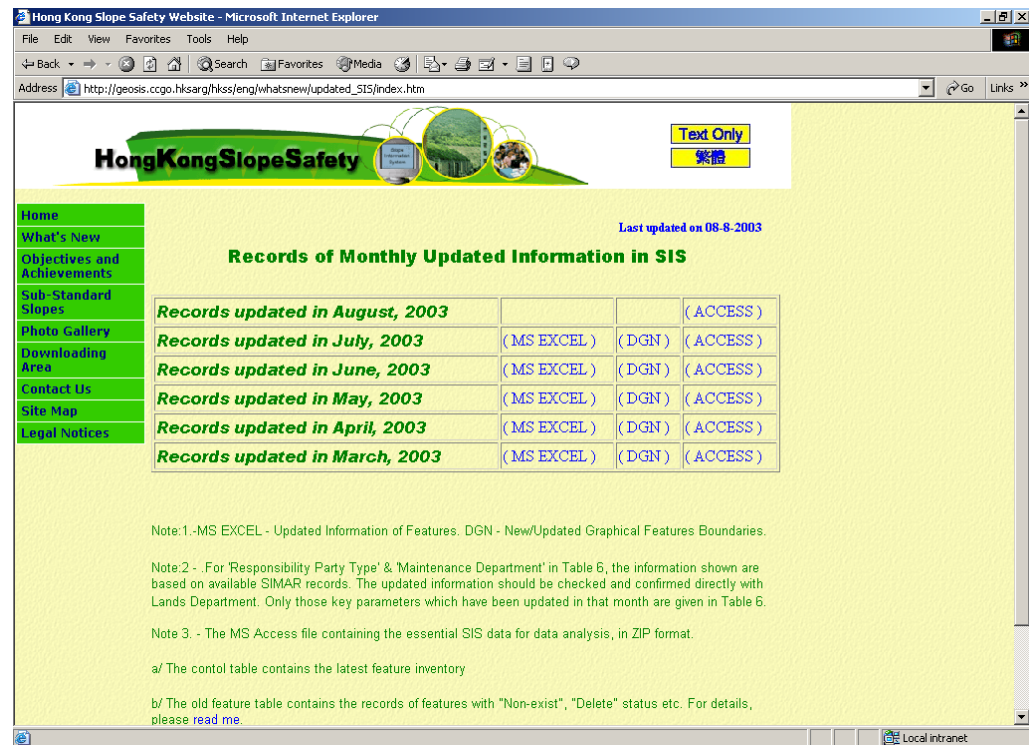 Hong Kong Slope Safety Website - Microsoft Internet Explorer
File Edit View Favorites Tools Help
Back Search Favorites Media
Address http://geosis.ccgo.hksarg/hkss/eng/whatsnew/updated_SIS/index.htm Go Links »
HongKongSlopeSafety
Slope Information System
Text Only
繁體
Home
What's New
Objectives and
Achievements
Sub-Standard
Slopes
Photo Gallery
Downloading
Area
Contact Us
Site Map
Legal Notices
Last updated on 08-8-2003
Records of Monthly Updated Information in SIS
Records updated in August, 2003 ( ACCESS )
Records updated in July, 2003 ( MS EXCEL ) ( DGN ) ( ACCESS )
Records updated in June, 2003 ( MS EXCEL ) ( DGN ) ( ACCESS )
Records updated in May, 2003 ( MS EXCEL ) ( DGN ) ( ACCESS )
Records updated in April, 2003 ( MS EXCEL ) ( DGN ) ( ACCESS )
Records updated in March, 2003 ( MS EXCEL ) ( DGN ) ( ACCESS )
Note:1.-MS EXCEL - Updated Information of Features. DGN - New/Updated Graphical Features Boundaries.
Note:2 - .For 'Responsibility Party Type' & 'Maintenance Department' in Table 6, the information shown are
based on available SIMAR records. The updated information should be checked and confirmed directly with
Lands Department. Only those key parameters which have been updated in that month are given in Table 6.
Note 3. - The MS Access file containing the essential SIS data for data analysis, in ZIP format.
a/ The contol table contains the latest feature inventory
b/ The old feature table contains the records of features with "Non-exist", "Delete" status etc. For details,
please read me.
Local intranet